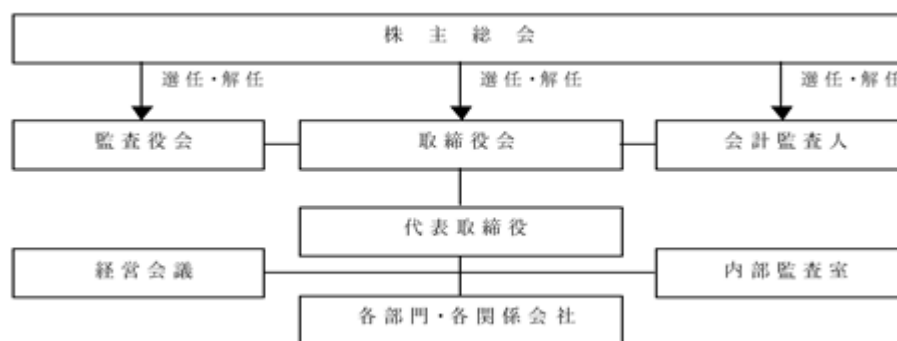 株主総会
選任・解任
選任・解任
選任・解任
監査役会
取締役会
会計監査人
代表取締役
経営会議
内部監査室
各部門・各関係会社